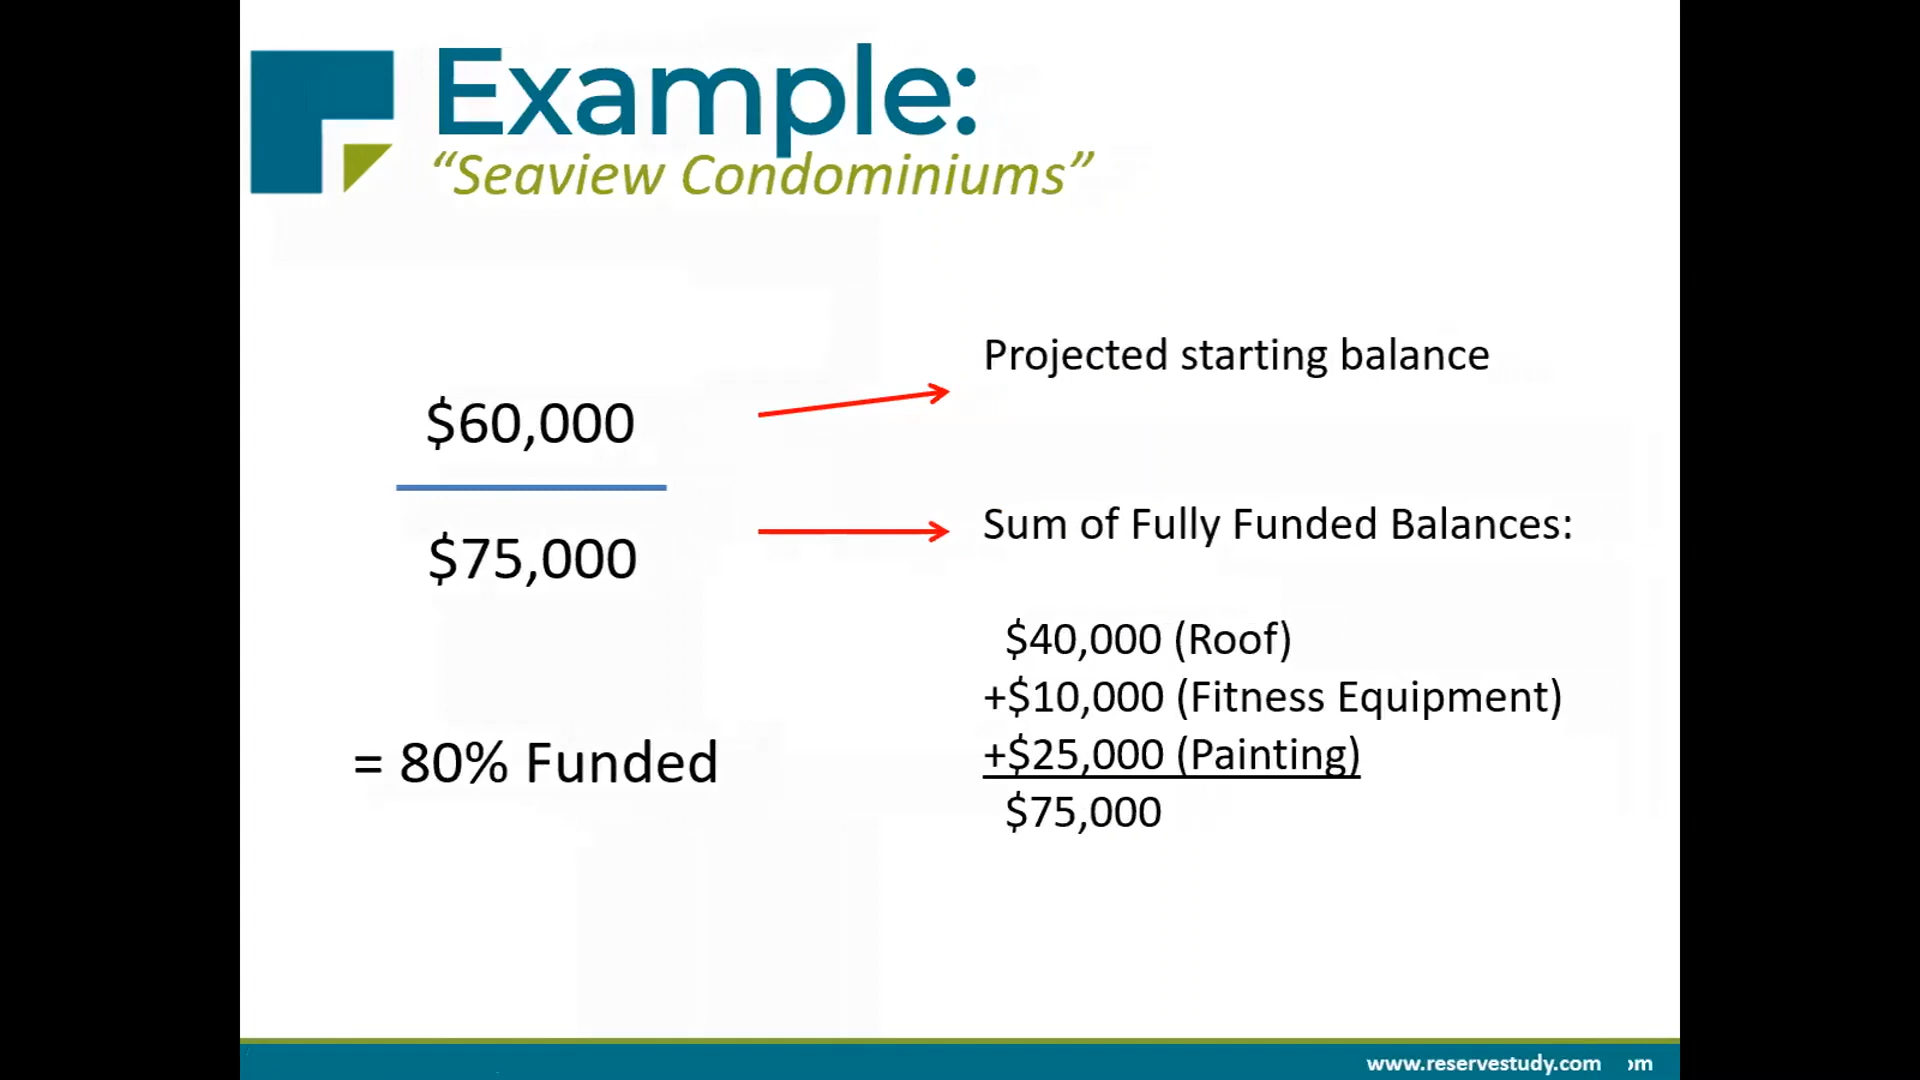 Example:
“Seaview Condominiums”
$60,000
$75,000
= 80% Funded
Projected starting balance
Sum of Fully Funded Balances:
$40,000 (Roof)
+$10,000 (Fitness Equipment)
+$25,000 (Painting)
$75,000
www.reservestudy.com